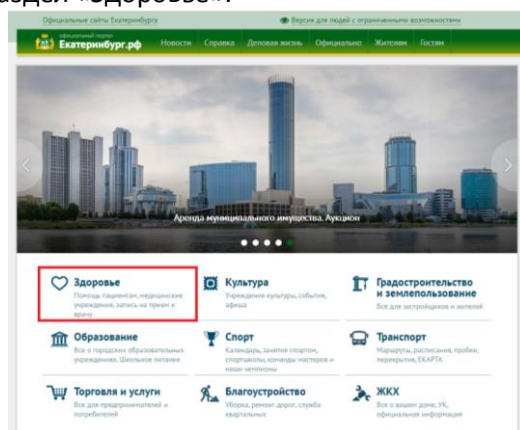 раздел «Здоровье».
Официальные сайты Екатеринбурга
Версия для людей с ограниченными возможностями
официальный портал
Екатеринбург.рф
Новости Справка Деловая жизнь Официально Жителям Гостям
Аренда муниципального имущества. Аукцион
Здоровье
Помощь пациентам, медицинские
учреждения, запись на прием к
врачу
Культура
Учреждения культуры, события,
афиша
Градостроительство
и землепользование
Все для застройщиков и жителей
Образование
Все о городских образовательных
учреждениях, Школьное питание
Спорт
Календарь, занятия спортом,
спортшколы, команды мастеров и
наши чемпионы
Транспорт
Маршруты, расписания, пробки,
перекрытия, ЕКАРТА
Торговля и услуги
Все для предпринимателей и
потребителей
Благоустройство
Уборка, ремонт дорог, служба
квартальных
ЖКХ
Все о вашем доме, УК,
официальная информация